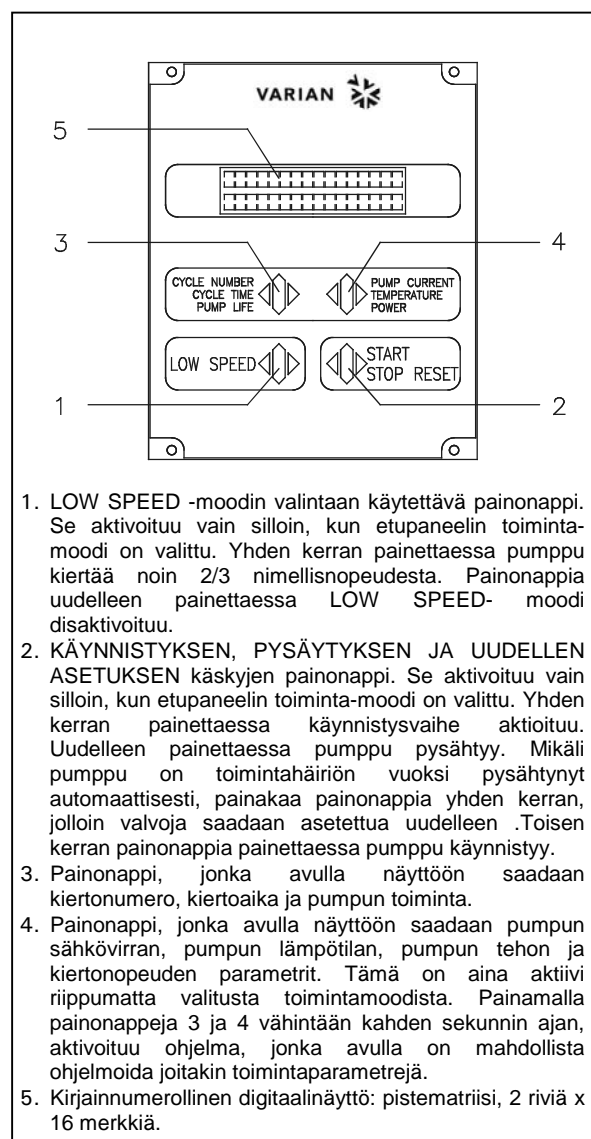 VARIAN
5
3
4
CYCLE NUMBER
CYCLE TIME
PUMP LIFE
PUMP CURRENT
TEMPERATURE
POWER
LOW SPEED
START
STOP RESET
1
2
1. LOW SPEED -moodin valintaan käytettävä painonappi.
Se aktivoituu vain silloin, kun etupaneelin toiminta-
moodi on valittu. Yhden kerran painettaessa pumppu
kiertää noin 2/3 nimellisnopeudesta. Painonappia
uudelleen painettaessa LOW SPEED- moodi
disaktivoituu.
2. KÄYNNISTYKSEN, PYSÄYTYKSEN JA UUDELLEN
ASETUKSEN käskyjen painonappi. Se aktivoituu vain
silloin, kun etupaneelin toiminta-moodi on valittu. Yhden
kerran painettaessa käynnistysvaihe aktioituu.
Uudelleen painettaessa pumppu pysähtyy. Mikäli
pumppu on toimintahäiriön vuoksi pysähtynyt
automaattisesti, painakaa painonappia yhden kerran,
jolloin valvoja saadaan asetettua uudelleen .Toisen
kerran painonappia painettaessa pumppu käynnistyy.
3. Painonappi, jonka avulla näyttöön saadaan
kiertonumero, kiertoaika ja pumpun toiminta.
4. Painonappi, jonka avulla näyttöön saadaan pumpun
sähkövirran, pumpun lämpötilan, pumpun tehon ja
kiertonopeuden parametrit. Tämä on aina aktiivi
riippumatta valitusta toimintamoodista. Painamalla
painonappeja 3 ja 4 vähintään kahden sekunnin ajan,
aktivoituu ohjelma, jonka avulla on mahdollista
ohjelmoida joitakin toimintaparametrejä.
5. Kirjainnumerollinen digitaalinäyttö: pistematriisi, 2 riviä x
16 merkkiä.